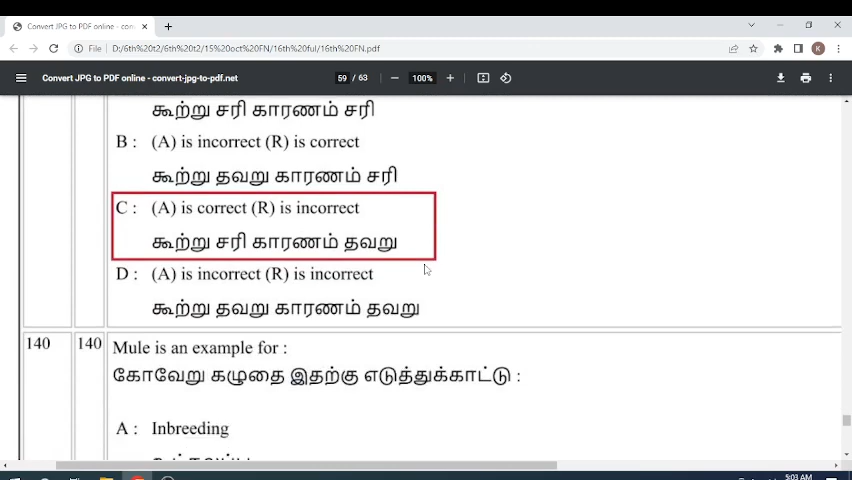 Convert JPG to PDF online - con
File D:/6th%20t2/6th%20t2/15%20oct%20FN/16th%20ful/16th%20FN.pdf
K
Convert JPG to PDF online - convert-jpg-to-pdf.net
59 / 63
100%
கூற்று சரி காரணம் சரி
B : (A) is incorrect (R) is correct
கூற்று தவறு காரணம் சரி
C : (A) is correct (R) is incorrect
கூற்று சரி காரணம் தவறு
D : (A) is incorrect (R) is incorrect
கூற்று தவறு காரணம் தவறு
140 140 Mule is an example for :
கோவேறு கழுதை இதற்கு எடுத்துக்காட்டு :
A : Inbreeding
5:03 AM